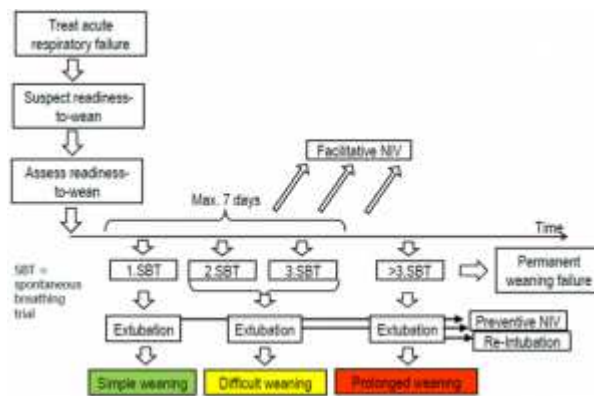 Treat acute
respiratory failure
Suspect readiness-
to-wean
Assess readiness-
to-wean
Facilitative NIV
Max. 7 days
Time
SBT =
spontaneous
breathing
trial
1.SBT
2.SBT
3.SBT
>3.SBT
Permanent
weaning failure
Extubation
Extubation
Extubation
Preventive NIV
Re-Intubation
Simple weaning
Difficult weaning
Prolonged weaning